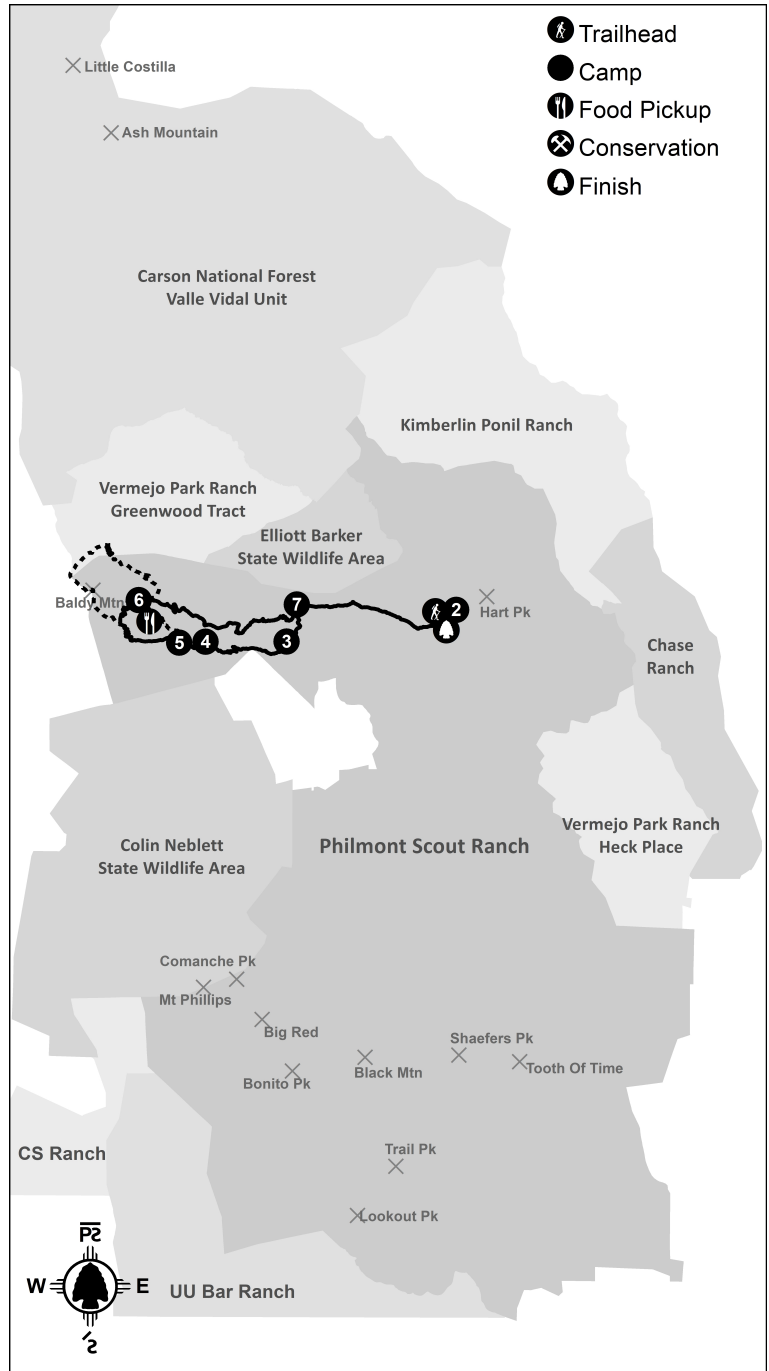 Trailhead
Camp
Food Pickup
Conservation
Finish
Little Costilla
Ash Mountain
Carson National Forest
Valle Vidal Unit
Kimberlin Ponil Ranch
Vermejo Park Ranch
Greenwood Tract
Elliott Barker
State Wildlife Area
Baldy Mtn
6
7
2
Hart Pk
5
4
3
Chase
Ranch
Vermejo Park Ranch
Heck Place
Colin Neblett
State Wildlife Area
Philmont Scout Ranch
Comanche Pk
Mt Phillips
Big Red
Shaefers Pk
Black Mtn
Tooth Of Time
Bonito Pk
Trail Pk
CS Ranch
Lookout Pk
W
E
UU Bar Ranch